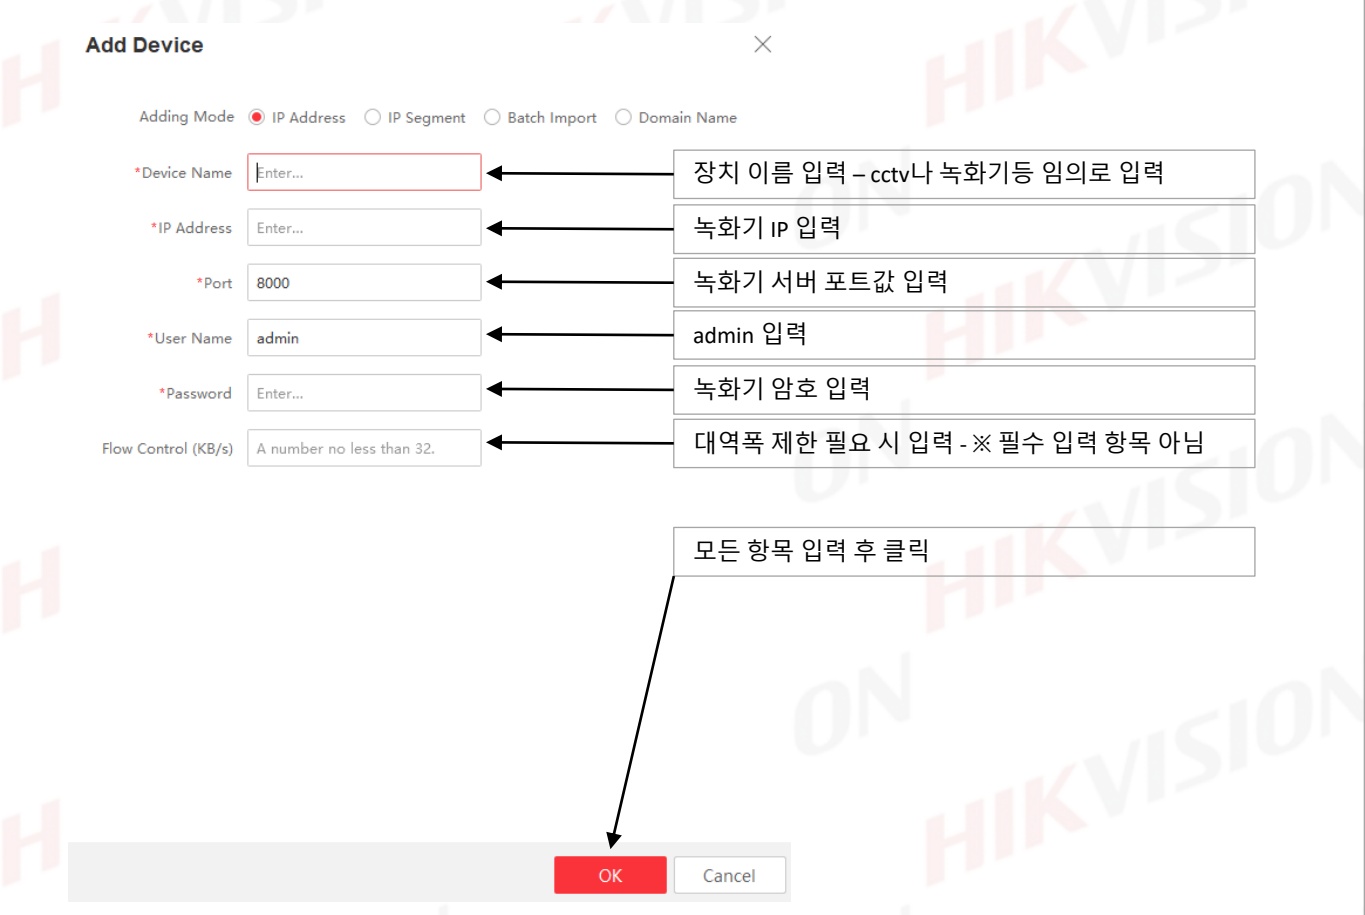 HIKVISION
Add Device
Adding Mode IP Address IP Segment Batch Import Domain Name
*Device Name Enter... 장치 이름 입력 – cctv나 녹화기등 임의로 입력
*IP Address Enter... 녹화기 IP 입력
*Port 8000 녹화기 서버 포트값 입력
*User Name admin admin 입력
*Password Enter... 녹화기 암호 입력
Flow Control (KB/s) A number no less than 32. 대역폭 제한 필요 시 입력 - ※ 필수 입력 항목 아님
HIKVISION
모든 항목 입력 후 클릭
HIKVISION
OK Cancel